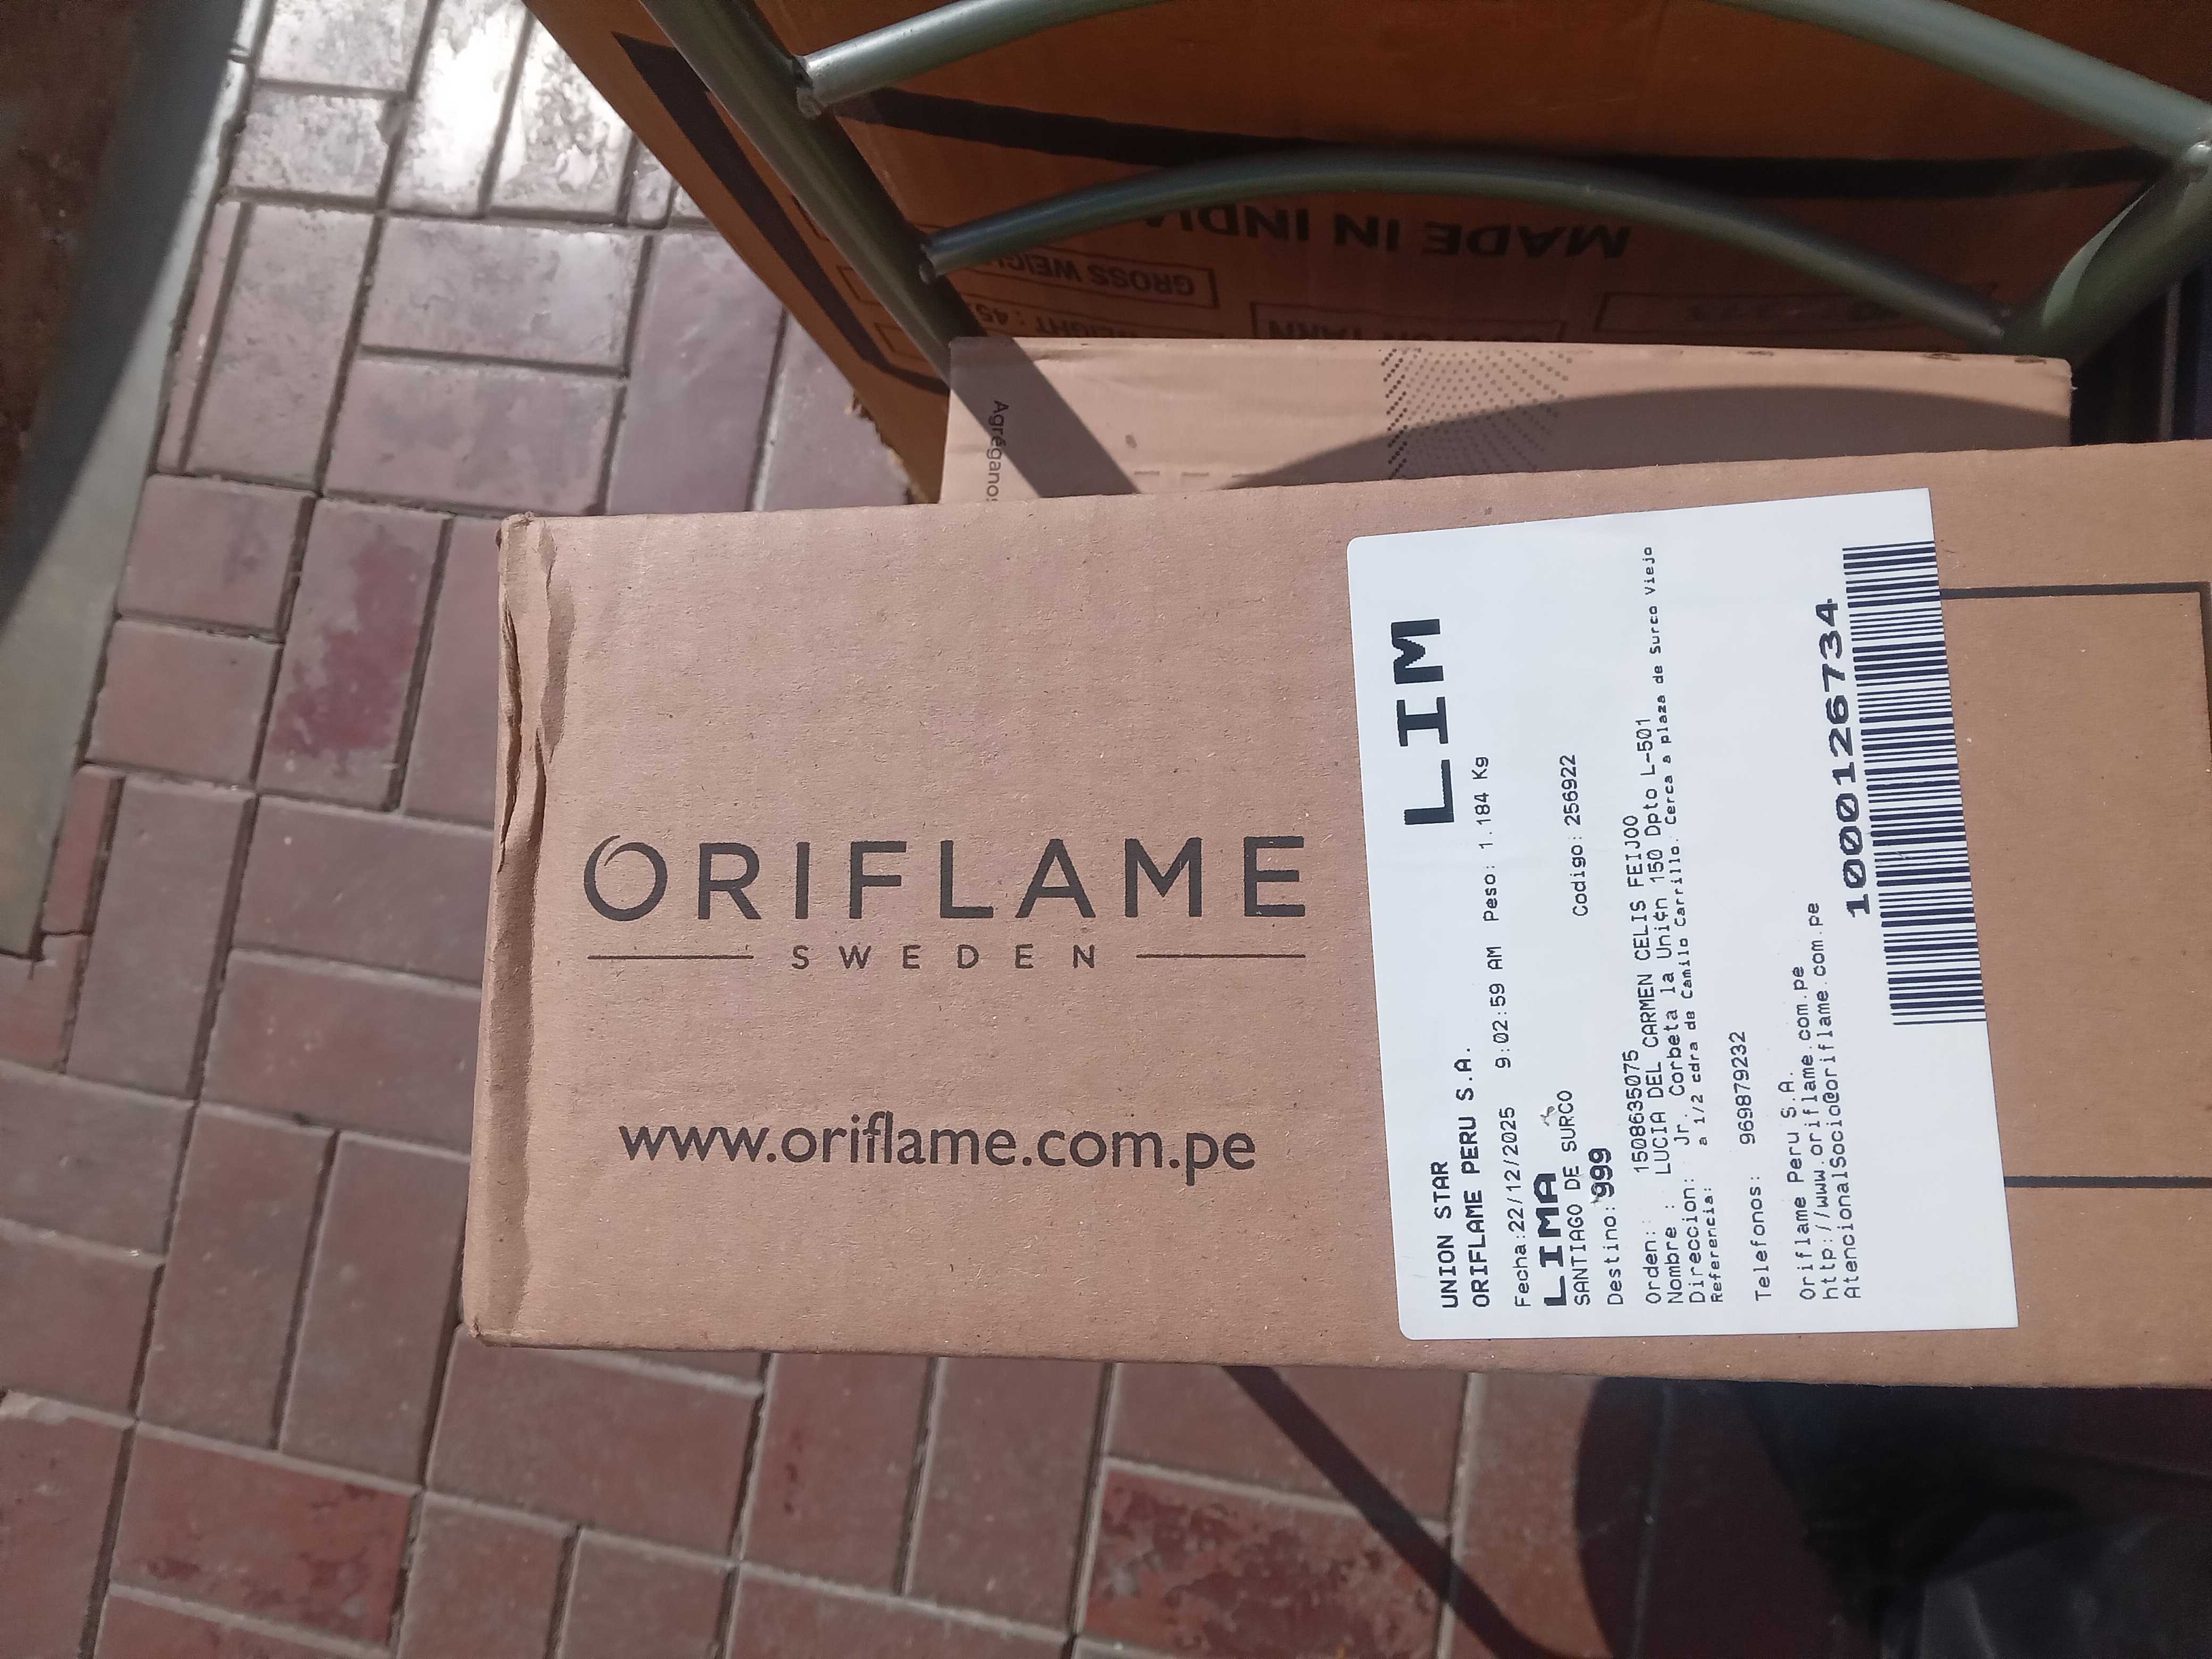 MADE IN INDIA
GROSS
Agréganos
ORIFLAME
SWEDEN
www.oriflame.com.pe
LIM
UNION STAR
ORIFLAME PERU S.A.
Fecha:22/12/2025 9:02:59 AM Peso: 1.184 Kg
LIMA
SANTIAGO DE SURCO Codigo: 256922
Destino: 999
Orden: 1508635075
Nombre : LUCIA DEL CARMEN CELIS FEIJOO
Direccion: Jr. Corbeta la Uni¢n 150 Dpto L-501
Referencia: a 1/2 cdra de Camilo Carrillo. Cerca a plaza de Surco Viejo
Telefonos: 969879232
Oriflame Peru S.A.
http://www.oriflame.com.pe
AtencionalSocio@oriflame.com.pe
1000126734